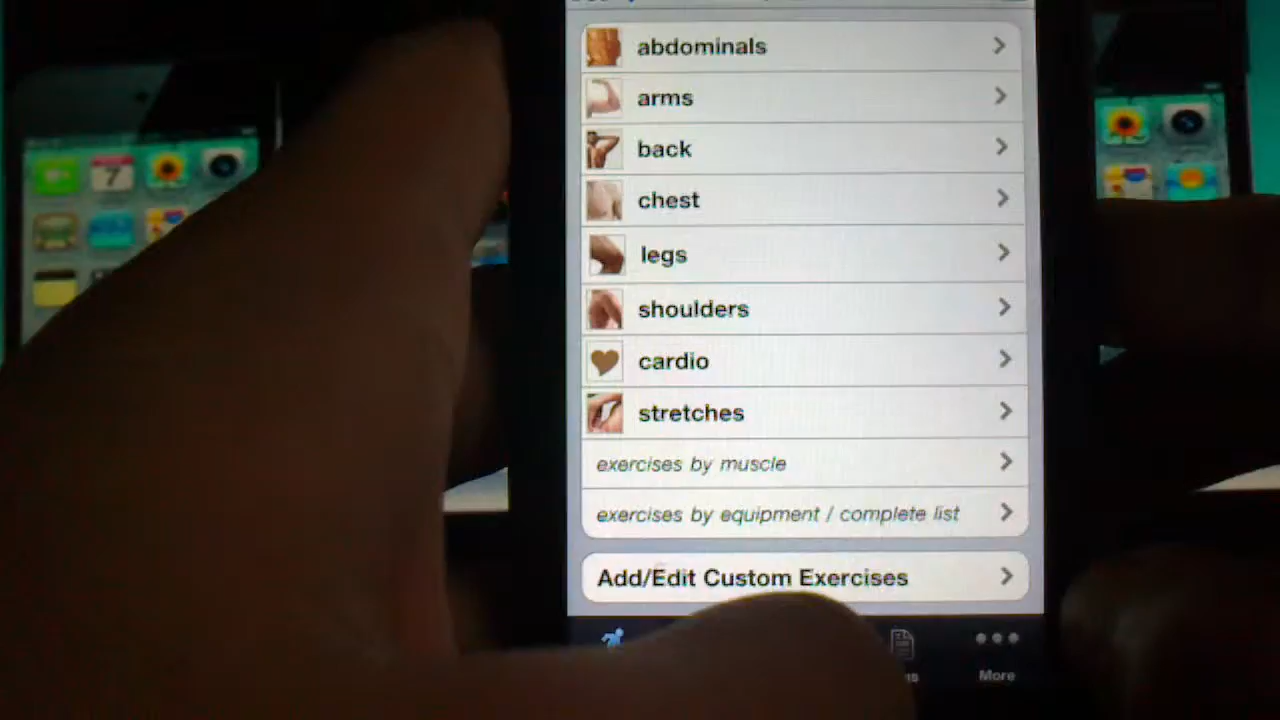 abdominals
arms
back
chest
legs
shoulders
cardio
stretches
exercises by muscle
exercises by equipment / complete list
Add/Edit Custom Exercises
More
7